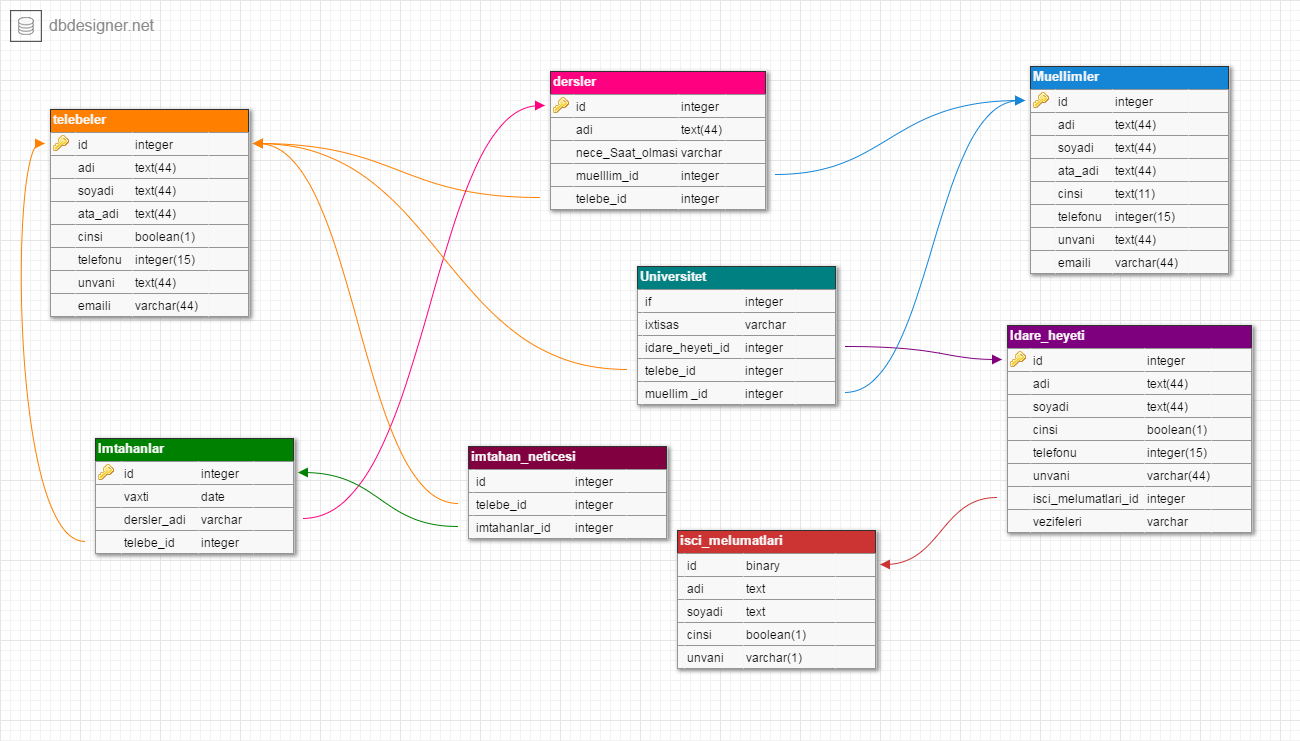 dbdesigner.net
telebeler
id integer
adi text(44)
soyadi text(44)
ata_adi text(44)
cinsi boolean(1)
telefonu integer(15)
unvani text(44)
emaili varchar(44)
dersler
id integer
adi text(44)
nece_Saat_olmasi varchar
muelllim_id integer
telebe_id integer
Muellimler
id integer
adi text(44)
soyadi text(44)
ata_adi text(44)
cinsi text(11)
telefonu integer(15)
unvani text(44)
emaili varchar(44)
Universitet
if integer
ixtisas varchar
idare_heyeti_id integer
telebe_id integer
muellim _id integer
Idare_heyeti
id integer
adi text(44)
soyadi text(44)
cinsi boolean(1)
telefonu integer(15)
unvani varchar(44)
isci_melumatlari_id integer
vezifeleri varchar
Imtahanlar
id integer
vaxti date
dersler_adi varchar
telebe_id integer
imtahan_neticesi
id integer
telebe_id integer
imtahanlar_id integer
isci_melumatlari
id binary
adi text
soyadi text
cinsi boolean(1)
unvani varchar(1)